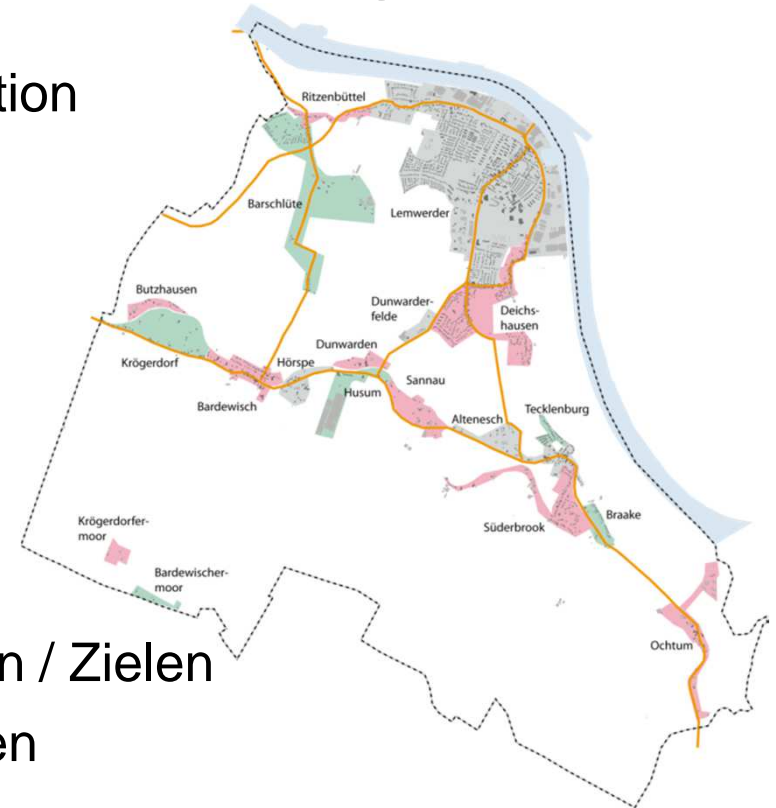 tion
Ritzenbüttel
Barschlüte
Lemwerder
Butzhausen
Dunwarder-
felde
Deichs-
hausen
Krögerdorf
Dunwarden
Hörspe
Husum
Sannau
Bardewisch
Altenesch
Tecklenburg
Süderbrook
Braake
Krögerdorfer-
moor
Bardewischer-
moor
Ochtum
n / Zielen
en